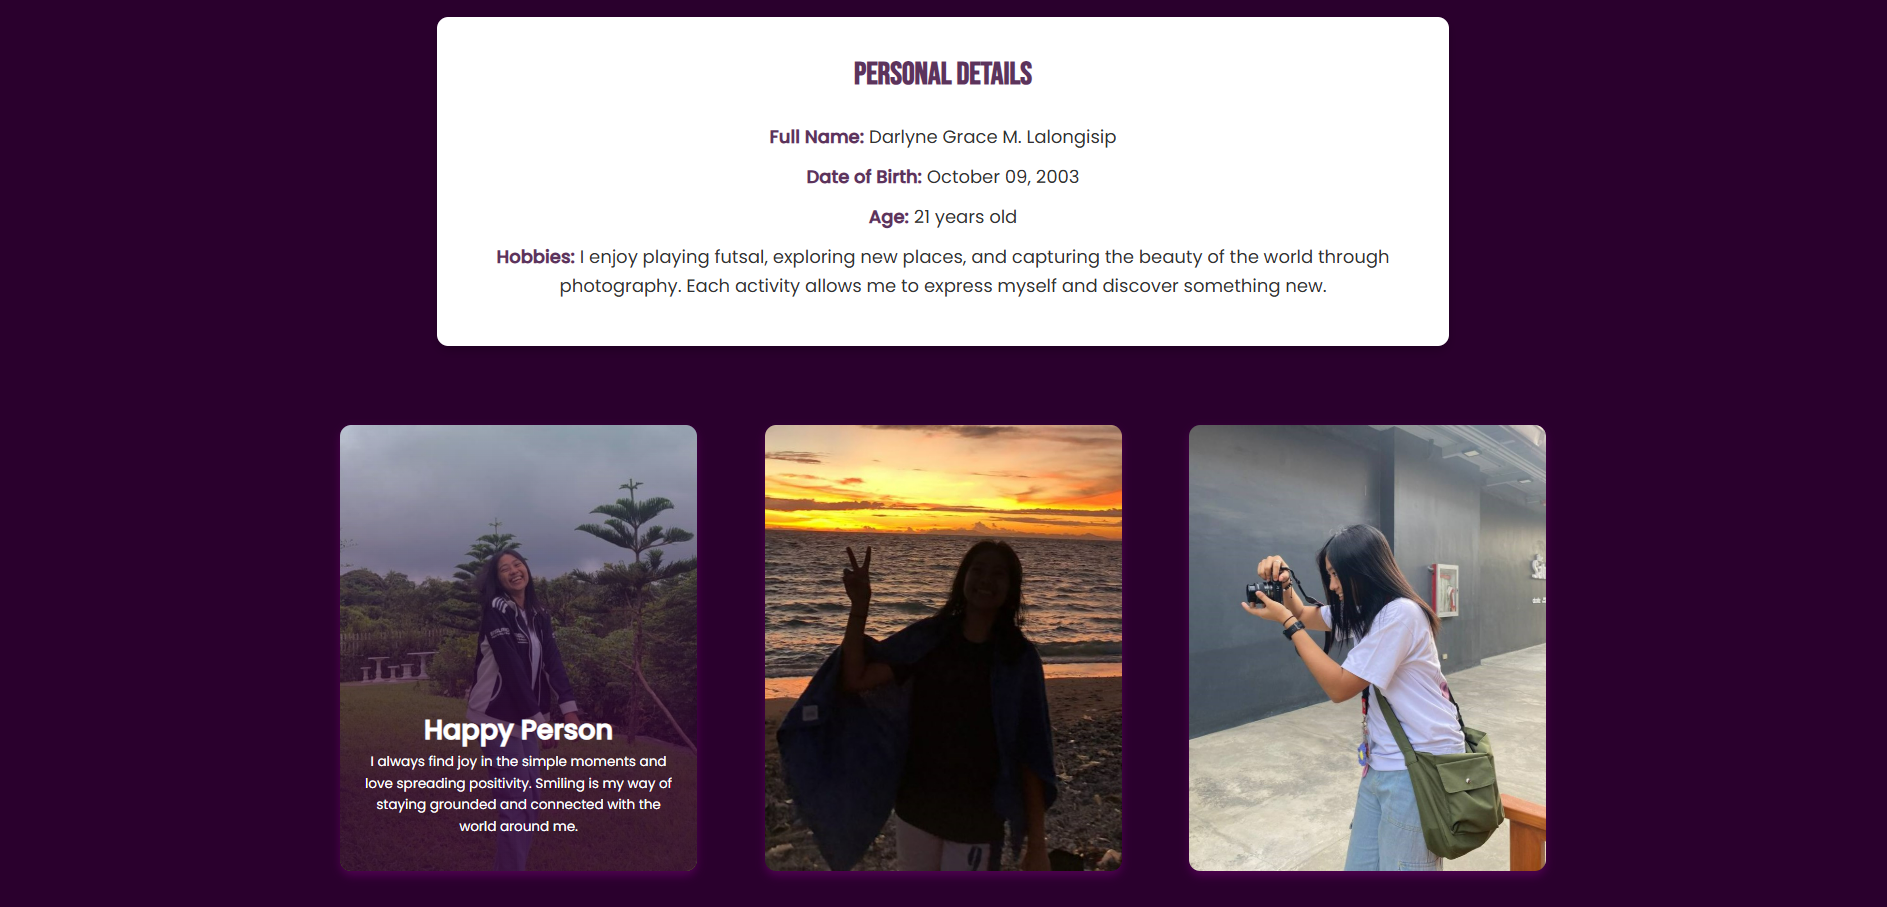 PERSONAL DETAILS
Full Name: Darlyne Grace M. Lalongisip
Date of Birth: October 09, 2003
Age: 21 years old
Hobbies: I enjoy playing futsal, exploring new places, and capturing the beauty of the world through
photography. Each activity allows me to express myself and discover something new.
Happy Person
I always find joy in the simple moments and
love spreading positivity. Smiling is my way of
staying grounded and connected with the
world around me.